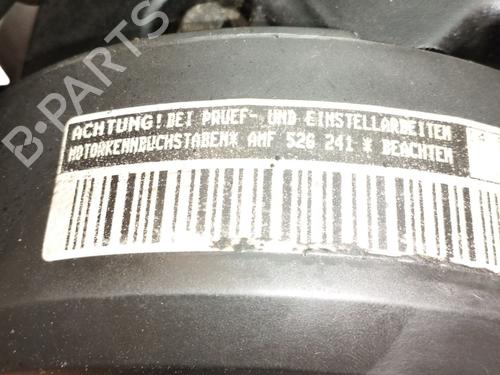 ACHTUNG! BEI PRUEF- UND EINSTELLARBEITEN
MOTORKENNBUCHSTABEN* AMF 526 241 * BEACHTEN
B-PARTS